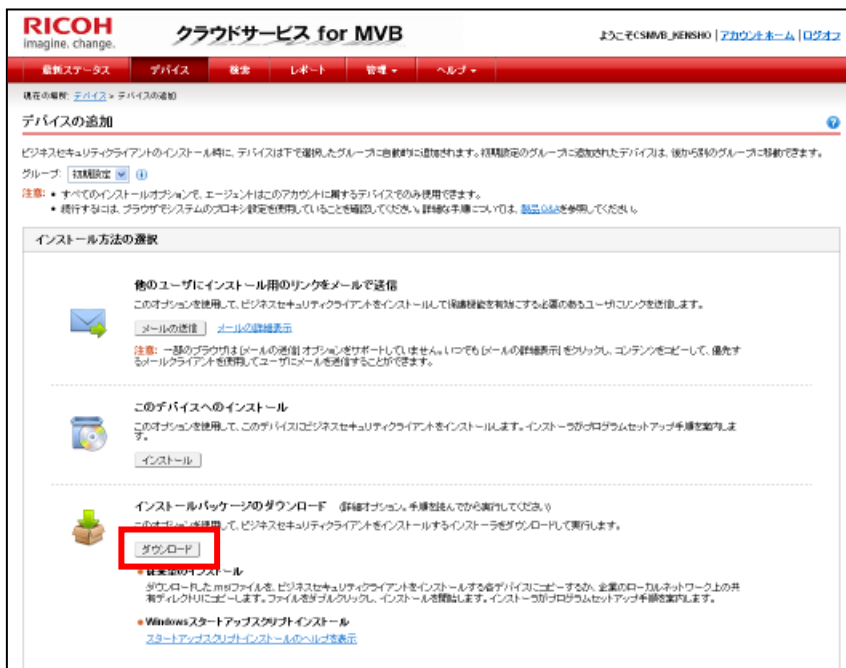 RICOH
imagine. change.
クラウドサービス for MVB
ようこそCSMVB_KENSHO | アカウントホーム | ログオフ
最新ステータス デバイス 検索 レポート 管理 ヘルプ
現在の場所: デバイス > デバイスの追加
デバイスの追加
ビジネスセキュリティクライアントのインストール時に、デバイスは下で選択したグループに自動的に追加されます。初期設定のグループに追加されたデバイスは、後から別のグループに移動できます。
グループ: 初期設定
注意: • すべてのインストールオプションで、エージェントはこのアカウントに属するデバイスでのみ使用できます。
• 続行するには、ブラウザでシステムのプロキシ設定を使用していることを確認してください。詳細な手順については、製品Q&Aを参照してください。
インストール方法の選択
他のユーザにインストール用のリンクをメールで送信
このオプションを使用して、ビジネスセキュリティクライアントをインストールして保護機能を有効にする必要のあるユーザにリンクを送信します。
メールの送信 メールの詳細表示
注意: 一部のブラウザは[メールの送信]オプションをサポートしていません。いつでも[メールの詳細表示]をクリックし、コンテンツをコピーして、優先す
るメールクライアントを使用してユーザにメールを送信することができます。
このデバイスへのインストール
このオプションを使用して、このデバイスにビジネスセキュリティクライアントをインストールします。インストーラがプログラムセットアップ手順を案内しま
す。
インストール
インストールパッケージのダウンロード (詳細オプション。手順を読んでから実行してください)
このオプションを使用して、ビジネスセキュリティクライアントをインストールするインストーラをダウンロードして実行します。
ダウンロード
• 従来型のインストール
ダウンロードした msiファイルを、ビジネスセキュリティクライアントをインストールする各デバイスにコピーするか、企業のローカルネットワーク上の共
有ディレクトリにコピーします。ファイルをダブルクリックし、インストールを開始します。インストーラがプログラムセットアップ手順を案内します。
• Windowsスタートアップスクリプトインストール
スタートアップスクリプトインストールのヘルプを表示